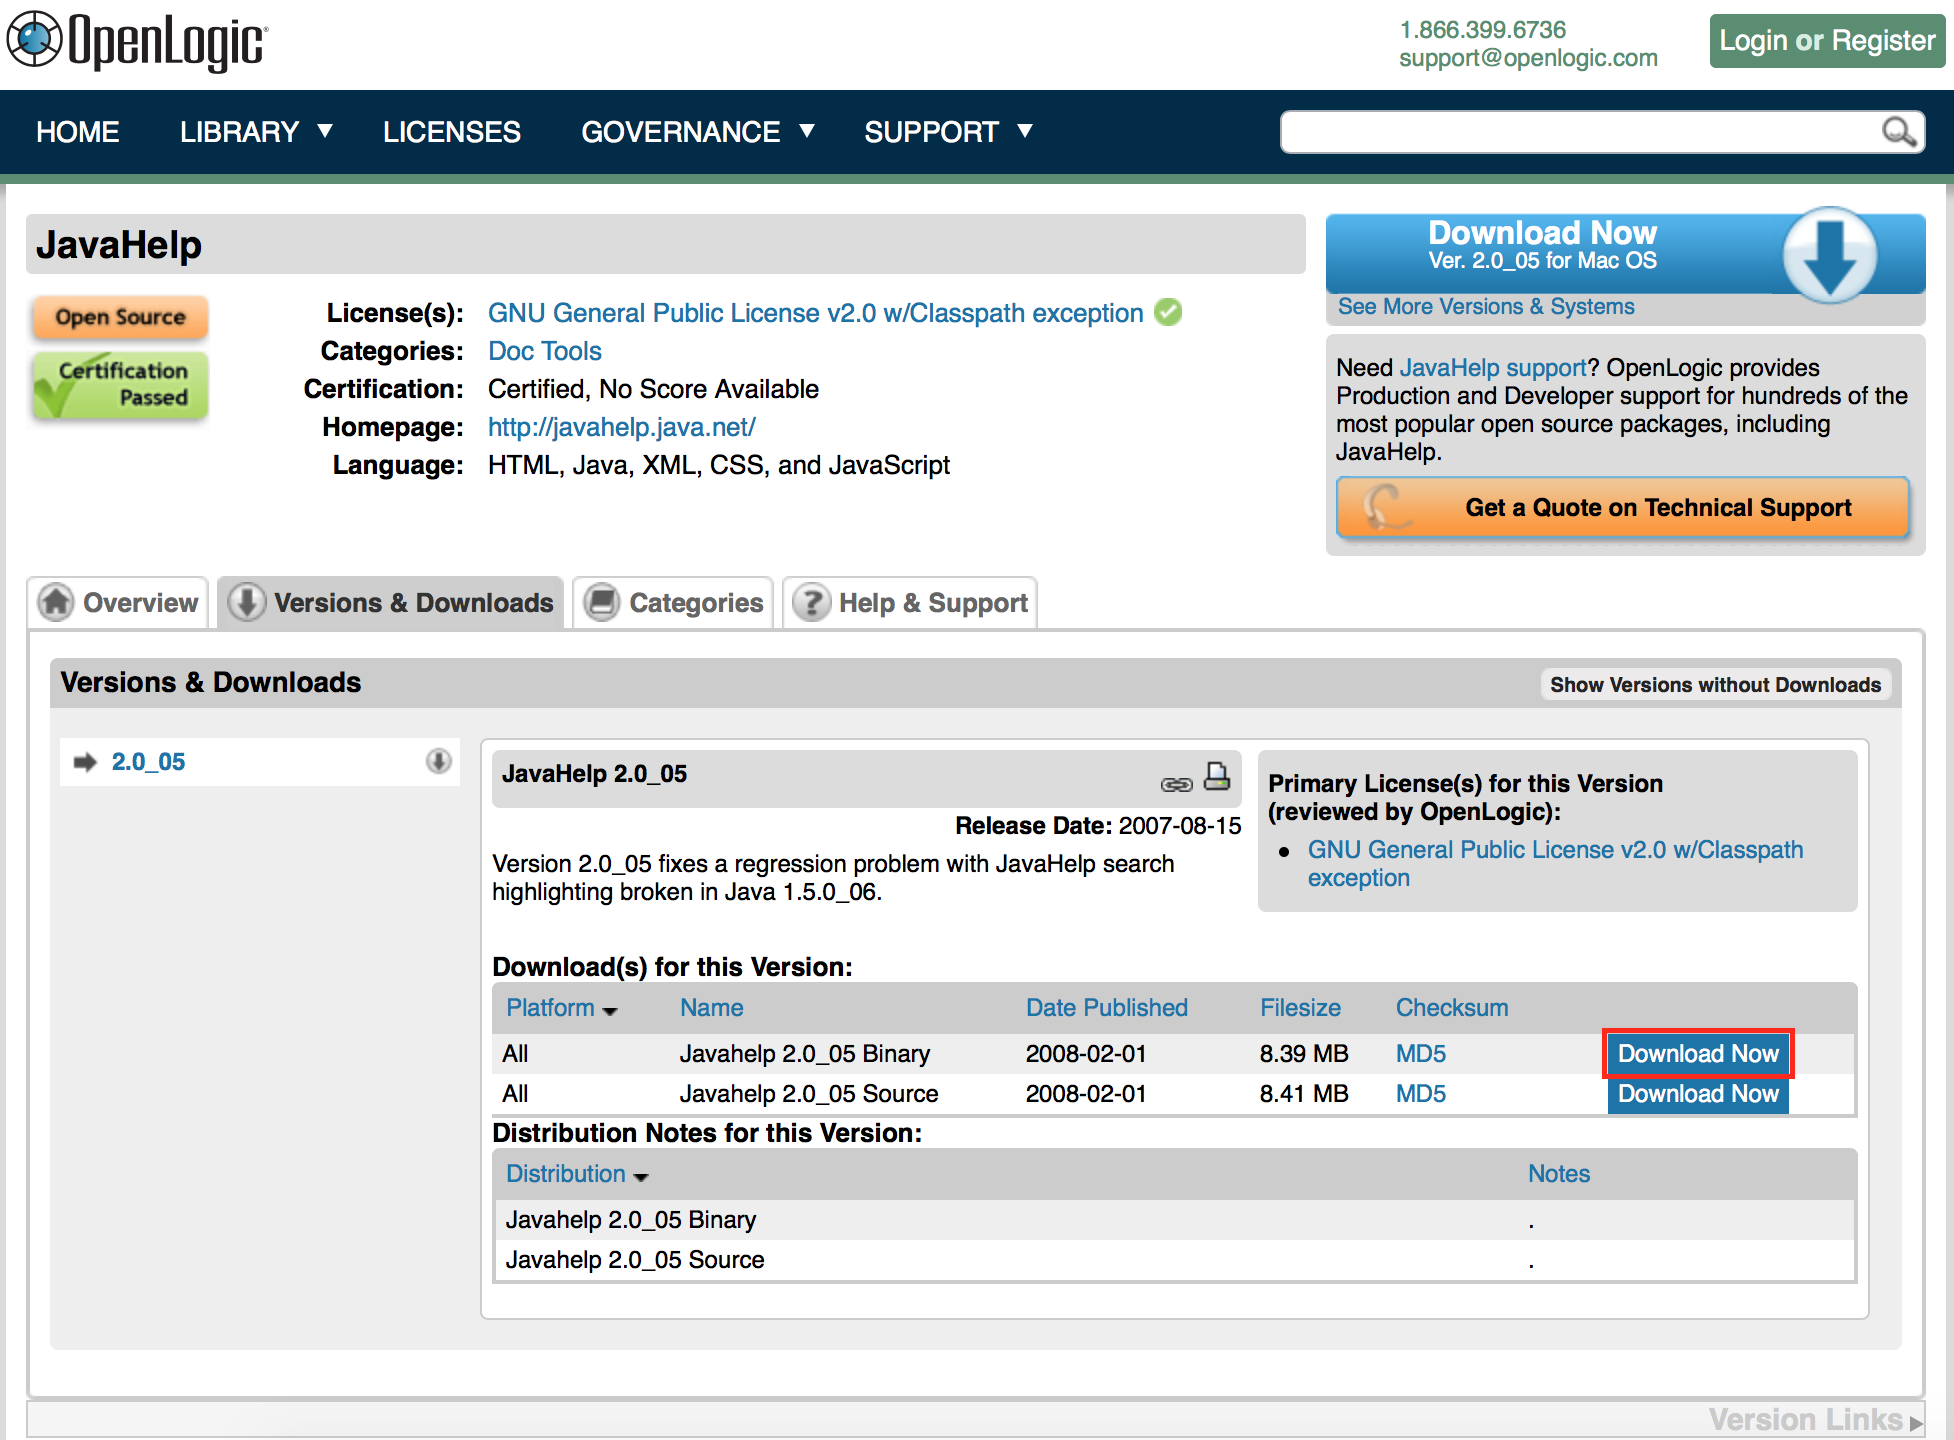 OpenLogic
1.866.399.6736
support@openlogic.com
Login or Register
HOME LIBRARY ▼ LICENSES GOVERNANCE ▼ SUPPORT ▼
JavaHelp
Download Now
Ver. 2.0_05 for Mac OS
See More Versions & Systems
Open Source
Certification
Passed
License(s): GNU General Public License v2.0 w/Classpath exception
Categories: Doc Tools
Certification: Certified, No Score Available
Homepage: http://javahelp.java.net/
Language: HTML, Java, XML, CSS, and JavaScript
Need JavaHelp support? OpenLogic provides
Production and Developer support for hundreds of the
most popular open source packages, including
JavaHelp.
Get a Quote on Technical Support
Overview Versions & Downloads Categories Help & Support
Versions & Downloads
Show Versions without Downloads
2.0_05
JavaHelp 2.0_05
Release Date: 2007-08-15
Version 2.0_05 fixes a regression problem with JavaHelp search
highlighting broken in Java 1.5.0_06.
Primary License(s) for this Version
(reviewed by OpenLogic):
• GNU General Public License v2.0 w/Classpath
exception
Download(s) for this Version:
Platform Name Date Published Filesize Checksum
All Javahelp 2.0_05 Binary 2008-02-01 8.39 MB MD5 Download Now
All Javahelp 2.0_05 Source 2008-02-01 8.41 MB MD5 Download Now
Distribution Notes for this Version:
Distribution Notes
Javahelp 2.0_05 Binary .
Javahelp 2.0_05 Source .
Version Links